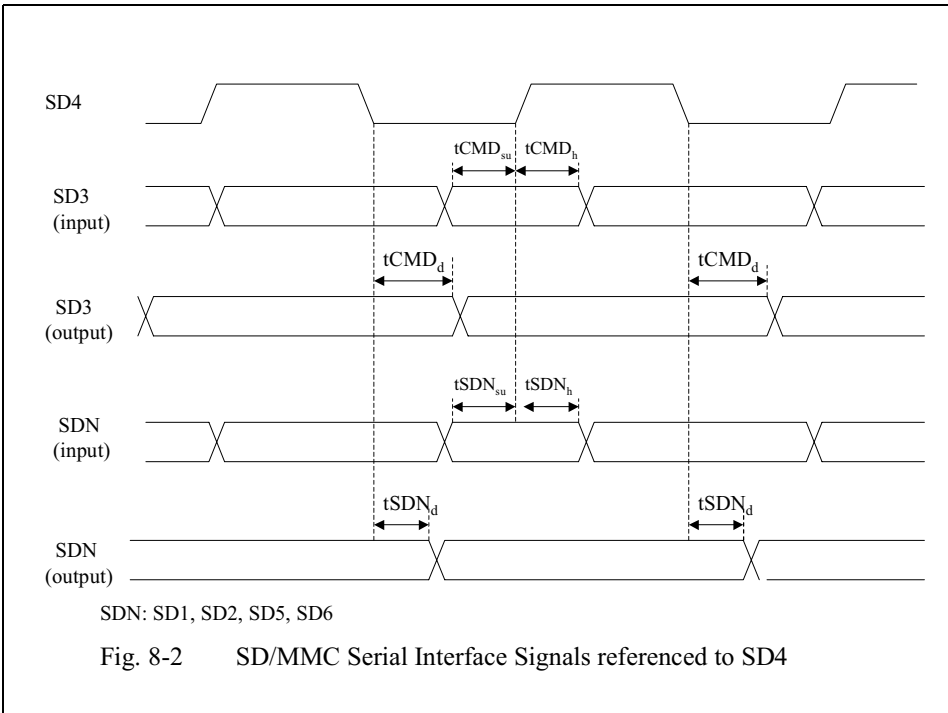 SD4
tCMDsu tCMDh
SD3
(input)
tCMDd tCMDd
SD3
(output)
tSDNsu tSDNh
SDN
(input)
tSDNd tSDNd
SDN
(output)
SDN: SD1, SD2, SD5, SD6
Fig. 8-2 SD/MMC Serial Interface Signals referenced to SD4